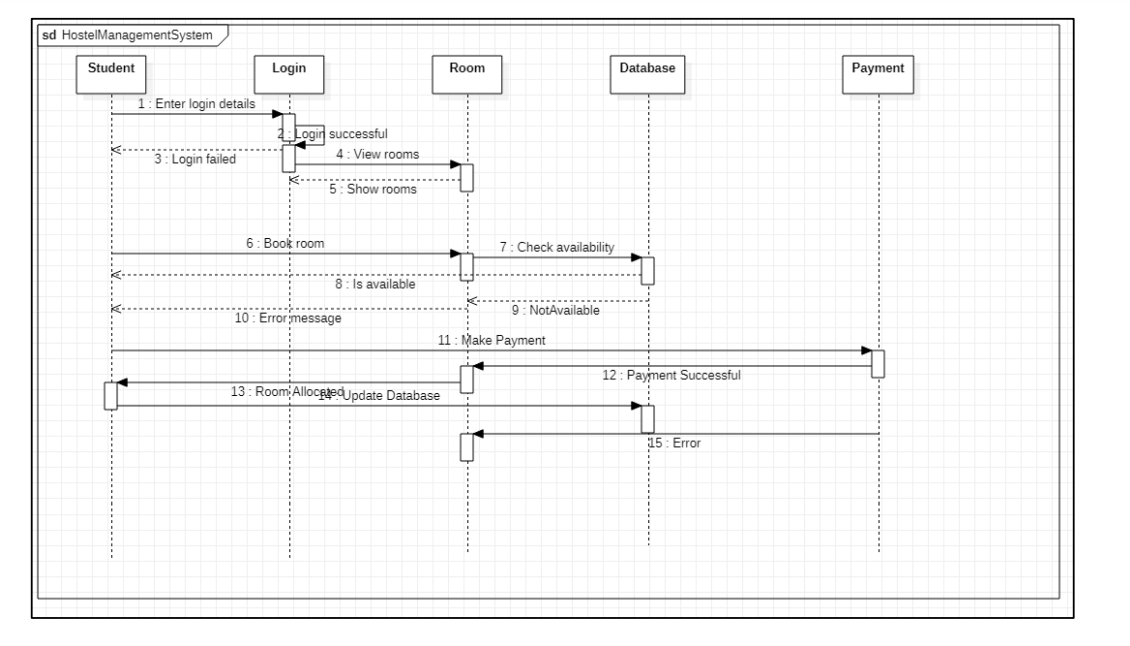 sd HostelManagementSystem
Student
Login
Room
Database
Payment
1 : Enter login details
2 : Login successful
3 : Login failed
4 : View rooms
5 : Show rooms
6 : Book room
7 : Check availability
8 : Is available
9 : NotAvailable
10 : Error message
11 : Make Payment
12 : Payment Successful
13 : Room Allocated
14 : Update Database
15 : Error